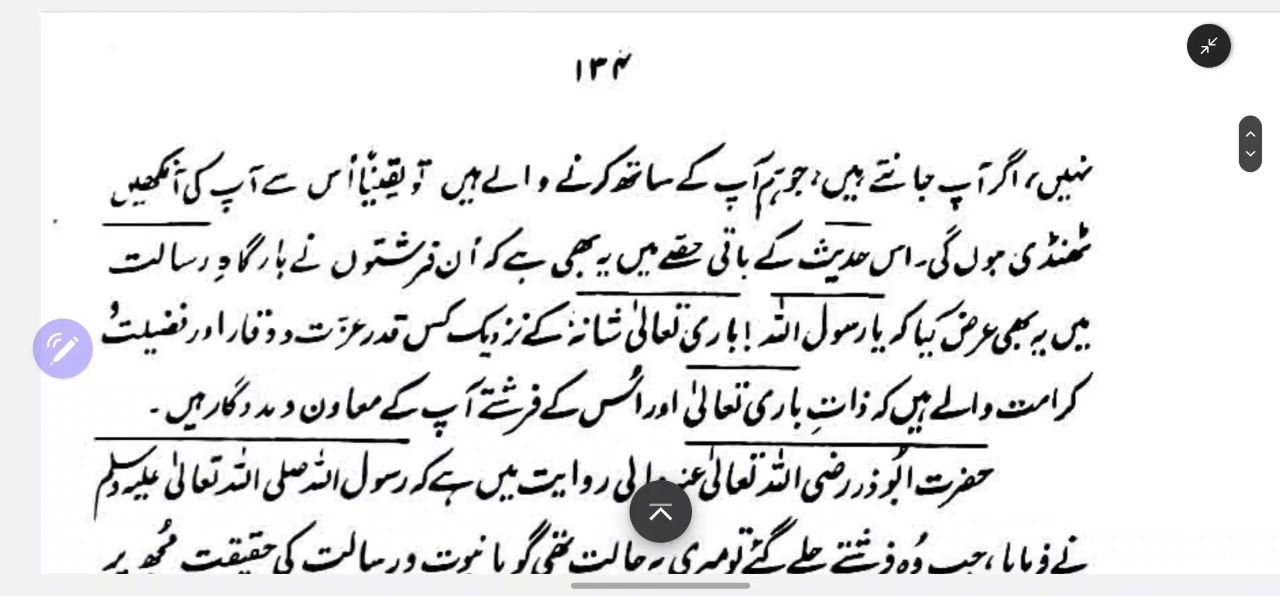 ۱۳۴
نہیں، اگر آپ جانتے ہیں، جو ہم آپ کے ساتھ کرنے والے ہیں تو یقیناً اُس سے آپ کی آنکھیں
ٹھنڈی ہوں گی۔ اس حدیث کے باقی حصّے میں یہ بھی ہے کہ اُن فرشتوں نے بارگاہِ رسالت
میں یہ بھی عرض کیا کہ یا رسول اللہ! باری تعالیٰ شانہٗ کے نزدیک کس قدر عزّت و وقار اور فضیلت و
کرامت والے ہیں کہ ذاتِ باری تعالیٰ اور اُس کے فرشتے آپ کے معاون و مددگار ہیں۔
حضرت ابُوذر رضی اللہ تعالیٰ عنہ والی روایت میں ہے کہ رسول اللہ صلی اللہ تعالیٰ علیہ وسلم
نے فرمایا، جب وُہ فرشتے چلے گئے تو میری یہ حالت تھی گویا نبوت و رسالت کی حقیقت مُجھ پر